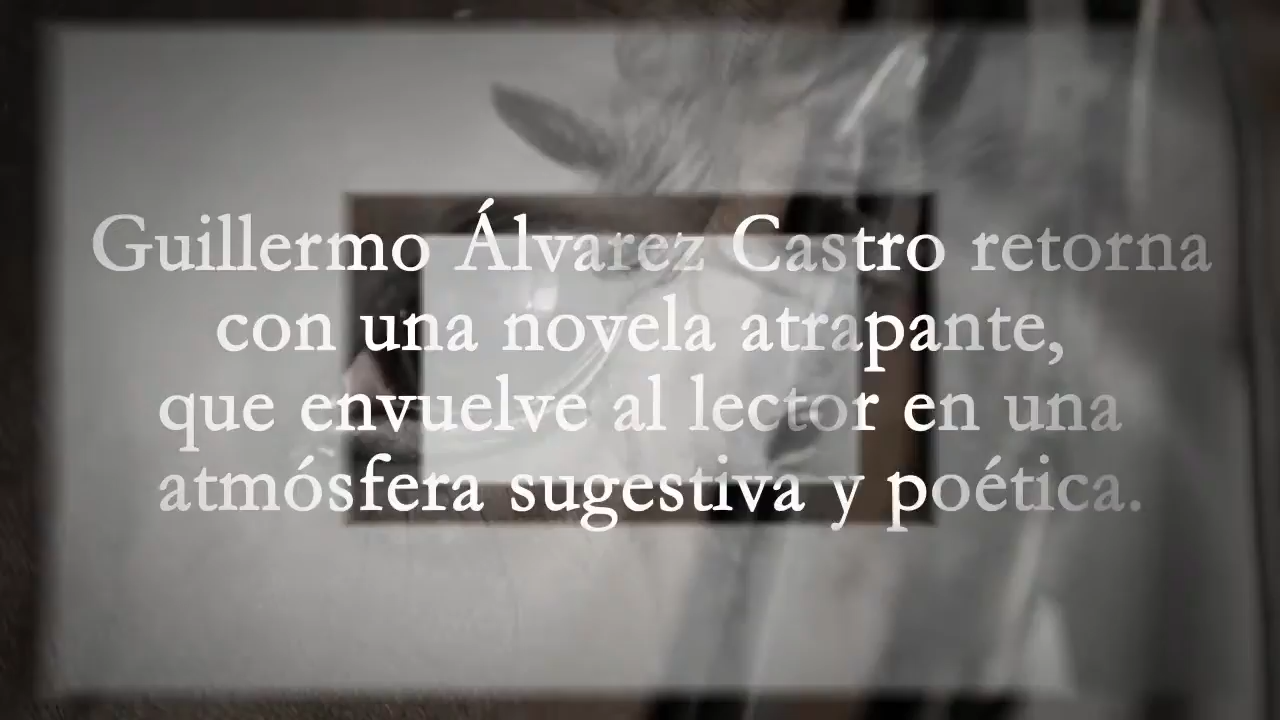 Guillermo Álvarez Castro retorna
con una novela atrapante,
que envuelve al lector en una
atmósfera sugestiva y poética.